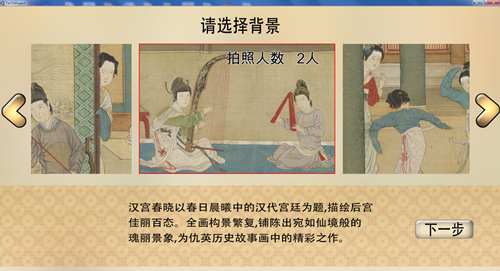 请选择背景
拍照人数 2人
汉宫春晓以春日晨曦中的汉代宫廷为题,描绘后宫
佳丽百态。全画构景繁复,铺陈出宛如仙境般的
瑰丽景象,为仇英历史故事画中的精彩之作。
下一步